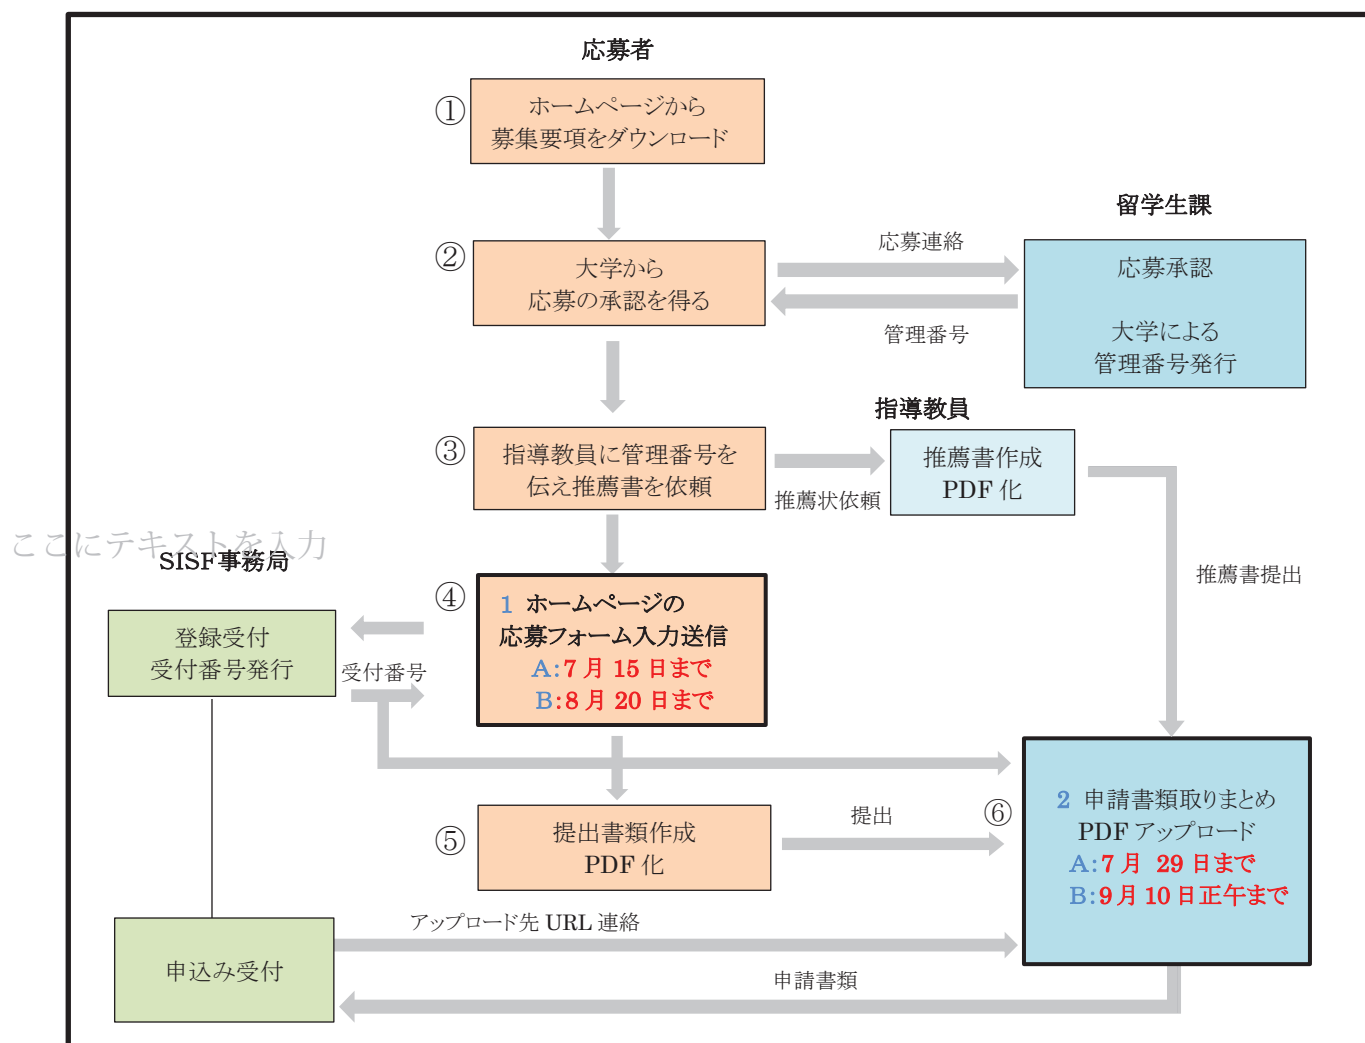 応募者
①
ホームページから
募集要項をダウンロード
留学生課
②
大学から
応募の承認を得る
応募連絡
管理番号
応募承認
大学による
管理番号発行
指導教員
③
指導教員に管理番号を
伝え推薦書を依頼
推薦状依頼
推薦書作成
PDF 化
ここにテキストを入力
SISF事務局
推薦書提出
④
1 ホームページの
応募フォーム入力送信
A:7 月 15 日まで
B:8 月 20 日まで
登録受付
受付番号発行
受付番号
⑤
提出書類作成
PDF 化
提出
⑥
2 申請書類取りまとめ
PDF アップロード
A:7 月 29 日まで
B:9 月 10 日正午まで
アップロード先 URL 連絡
申込み受付
申請書類